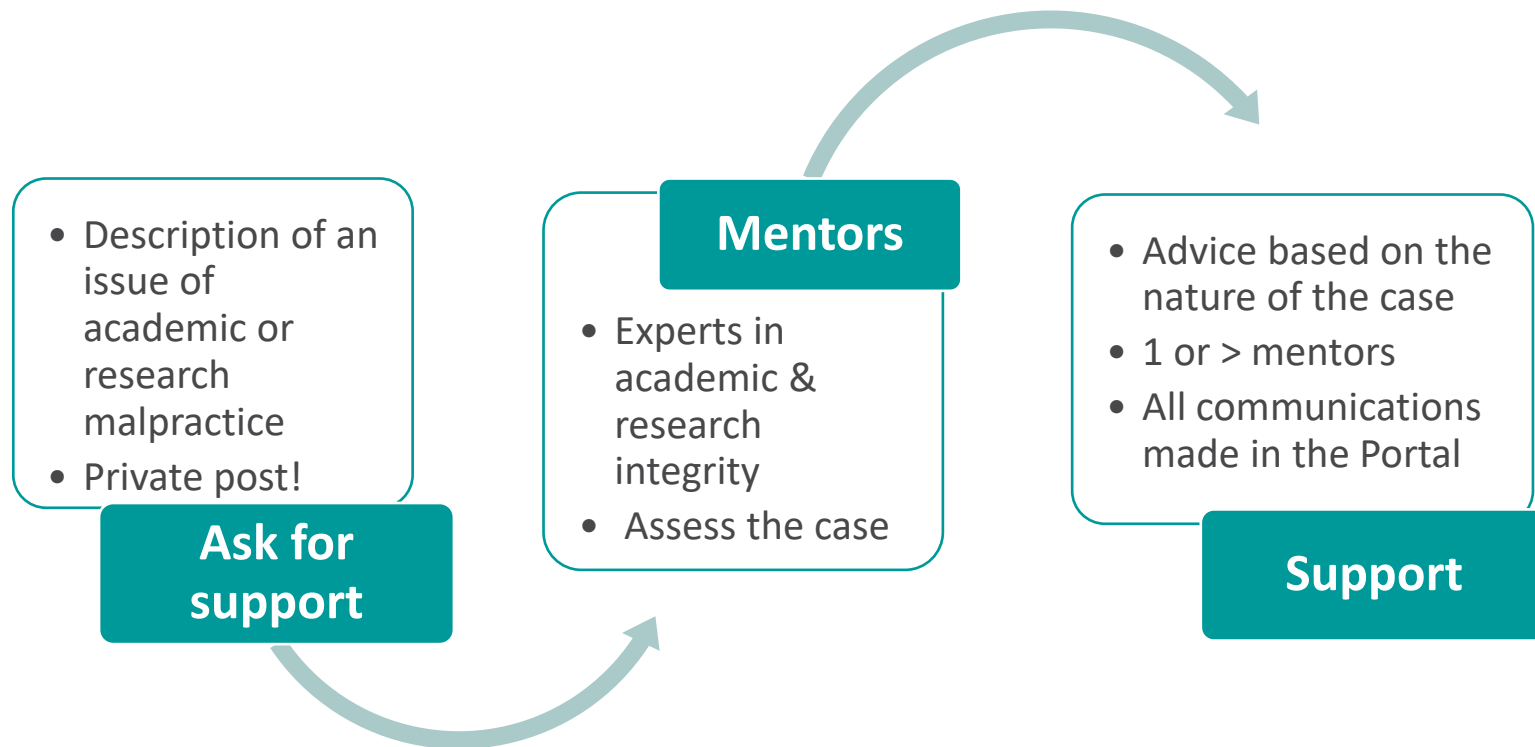 • Description of an
issue of
academic or
research
malpractice
• Private post!
Ask for
support
Mentors
• Experts in
academic &
research
integrity
• Assess the case
• Advice based on the
nature of the case
• 1 or > mentors
• All communications
made in the Portal
Support